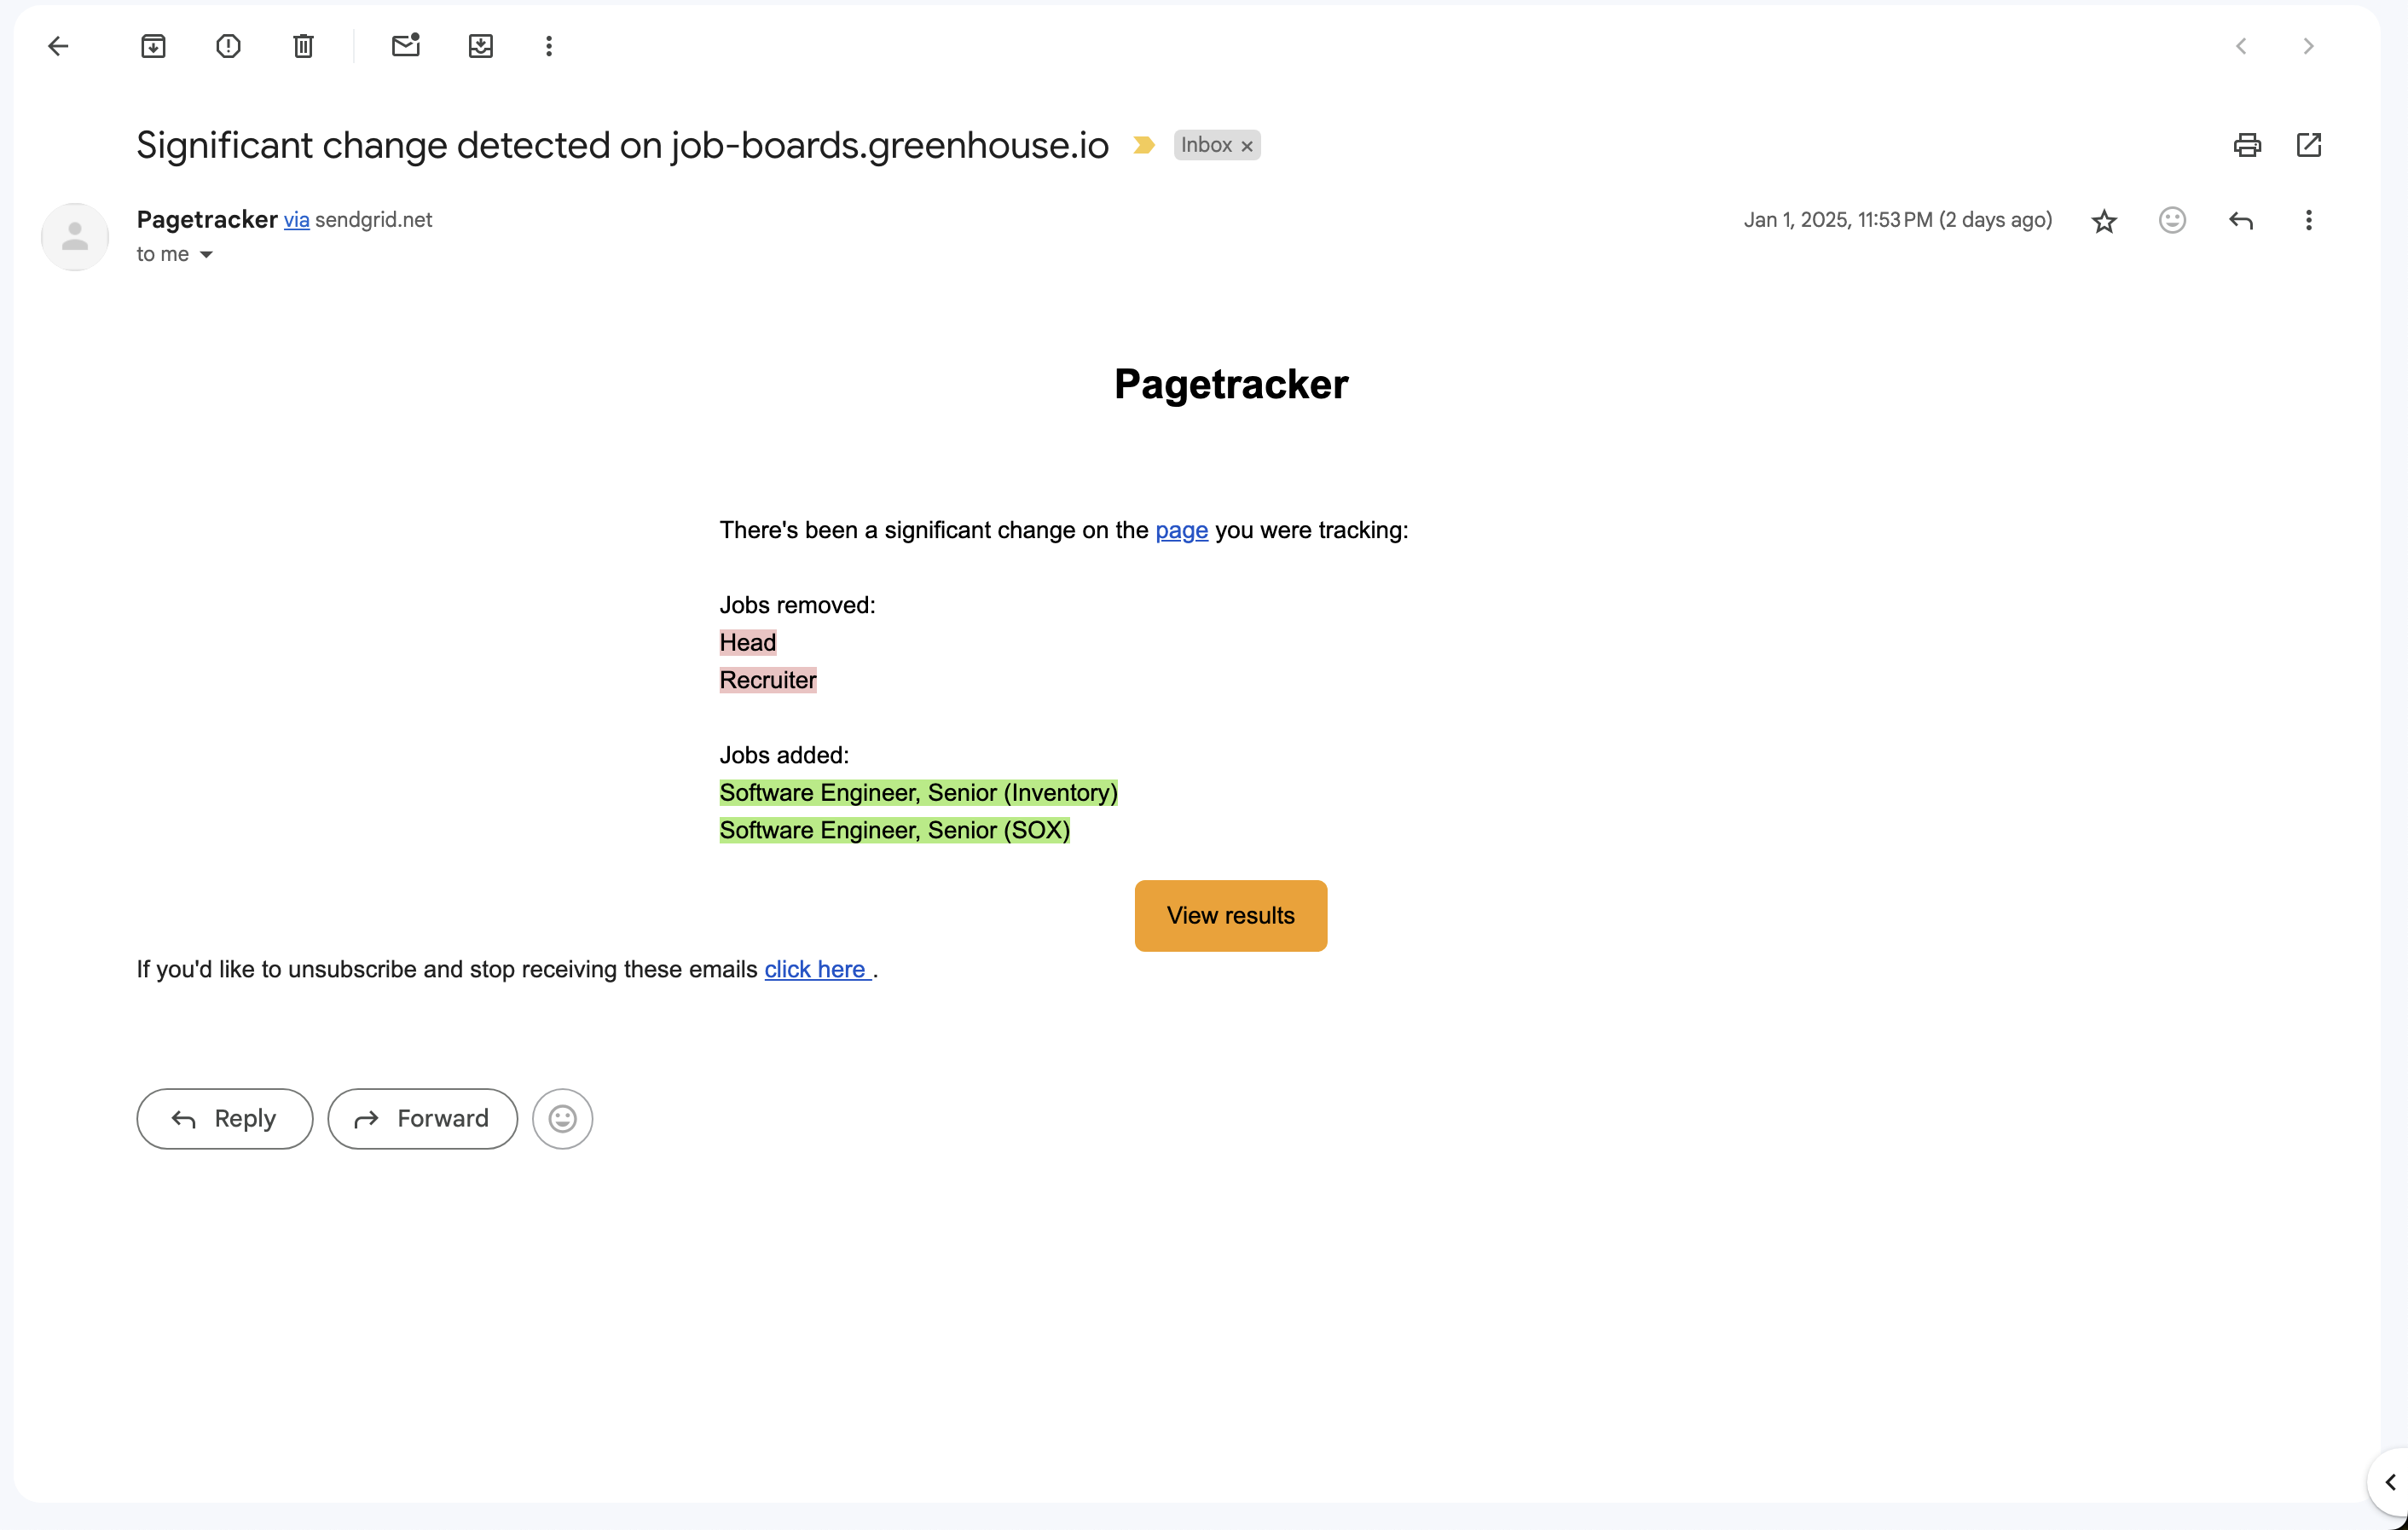 Significant change detected on job-boards.greenhouse.io Inbox ×
Pagetracker via sendgrid.net Jan 1, 2025, 11:53 PM (2 days ago)
to me
Pagetracker
There's been a significant change on the page you were tracking:
Jobs removed:
Head
Recruiter
Jobs added:
Software Engineer, Senior (Inventory)
Software Engineer, Senior (SOX)
View results
If you'd like to unsubscribe and stop receiving these emails click here .
Reply Forward